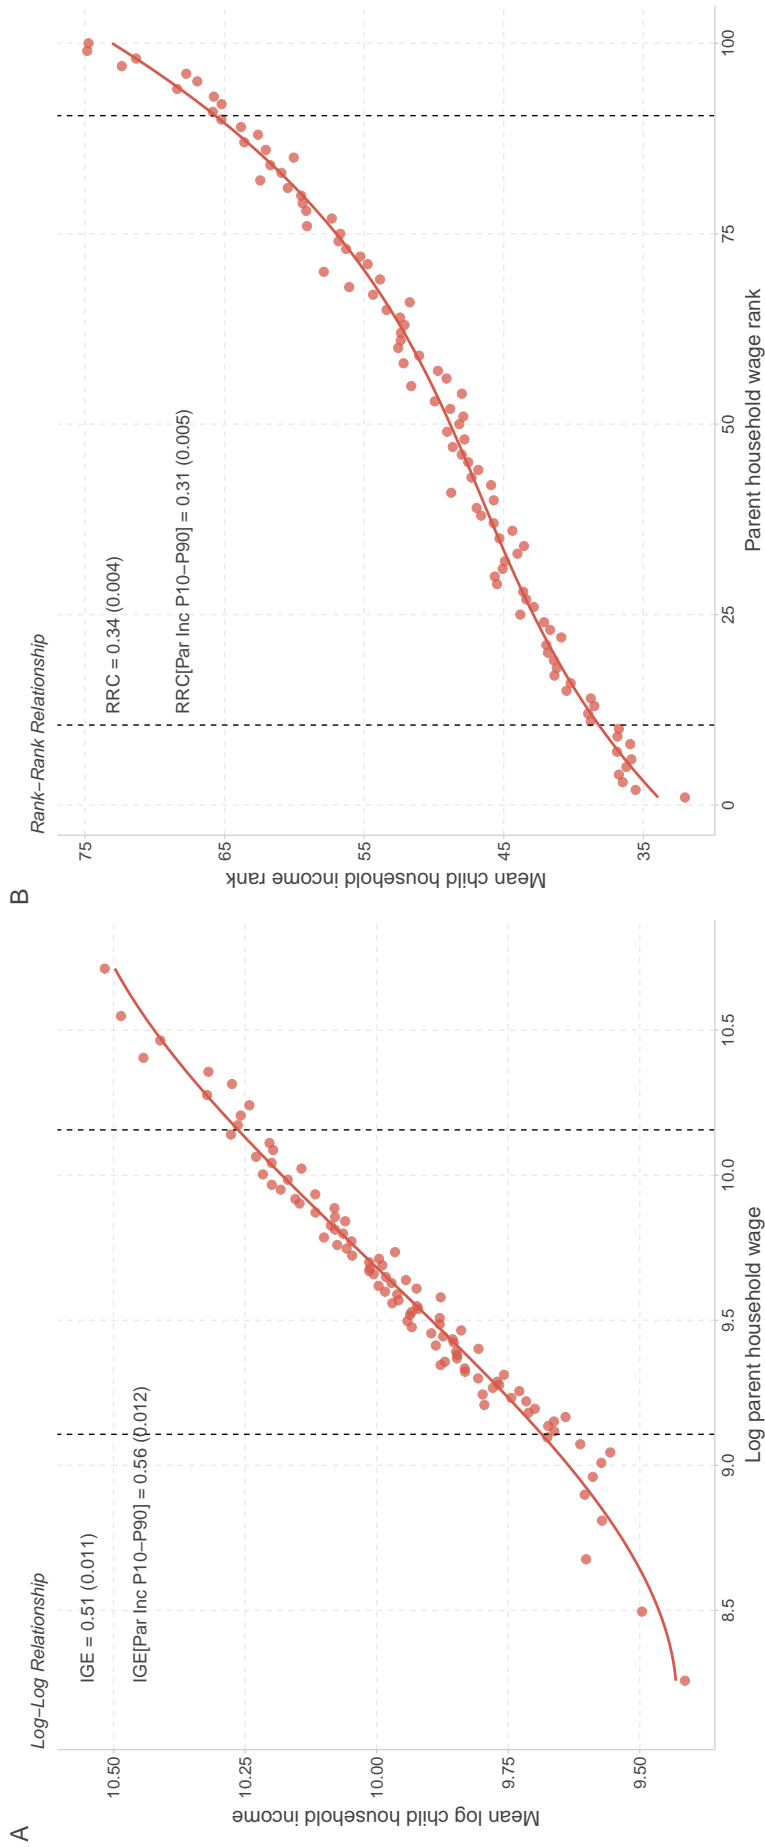 A
Log−Log Relationship
IGE = 0.51 (0.011)
IGE[Par Inc P10−P90] = 0.56 (0.012)
Mean log child household income
10.50
10.25
10.00
9.75
9.50
8.5
9.0
9.5
10.0
10.5
Log parent household wage
B
Rank−Rank Relationship
RRC = 0.34 (0.004)
RRC[Par Inc P10−P90] = 0.31 (0.005)
Mean child household income rank
75
65
55
45
35
0
25
50
75
100
Parent household wage rank